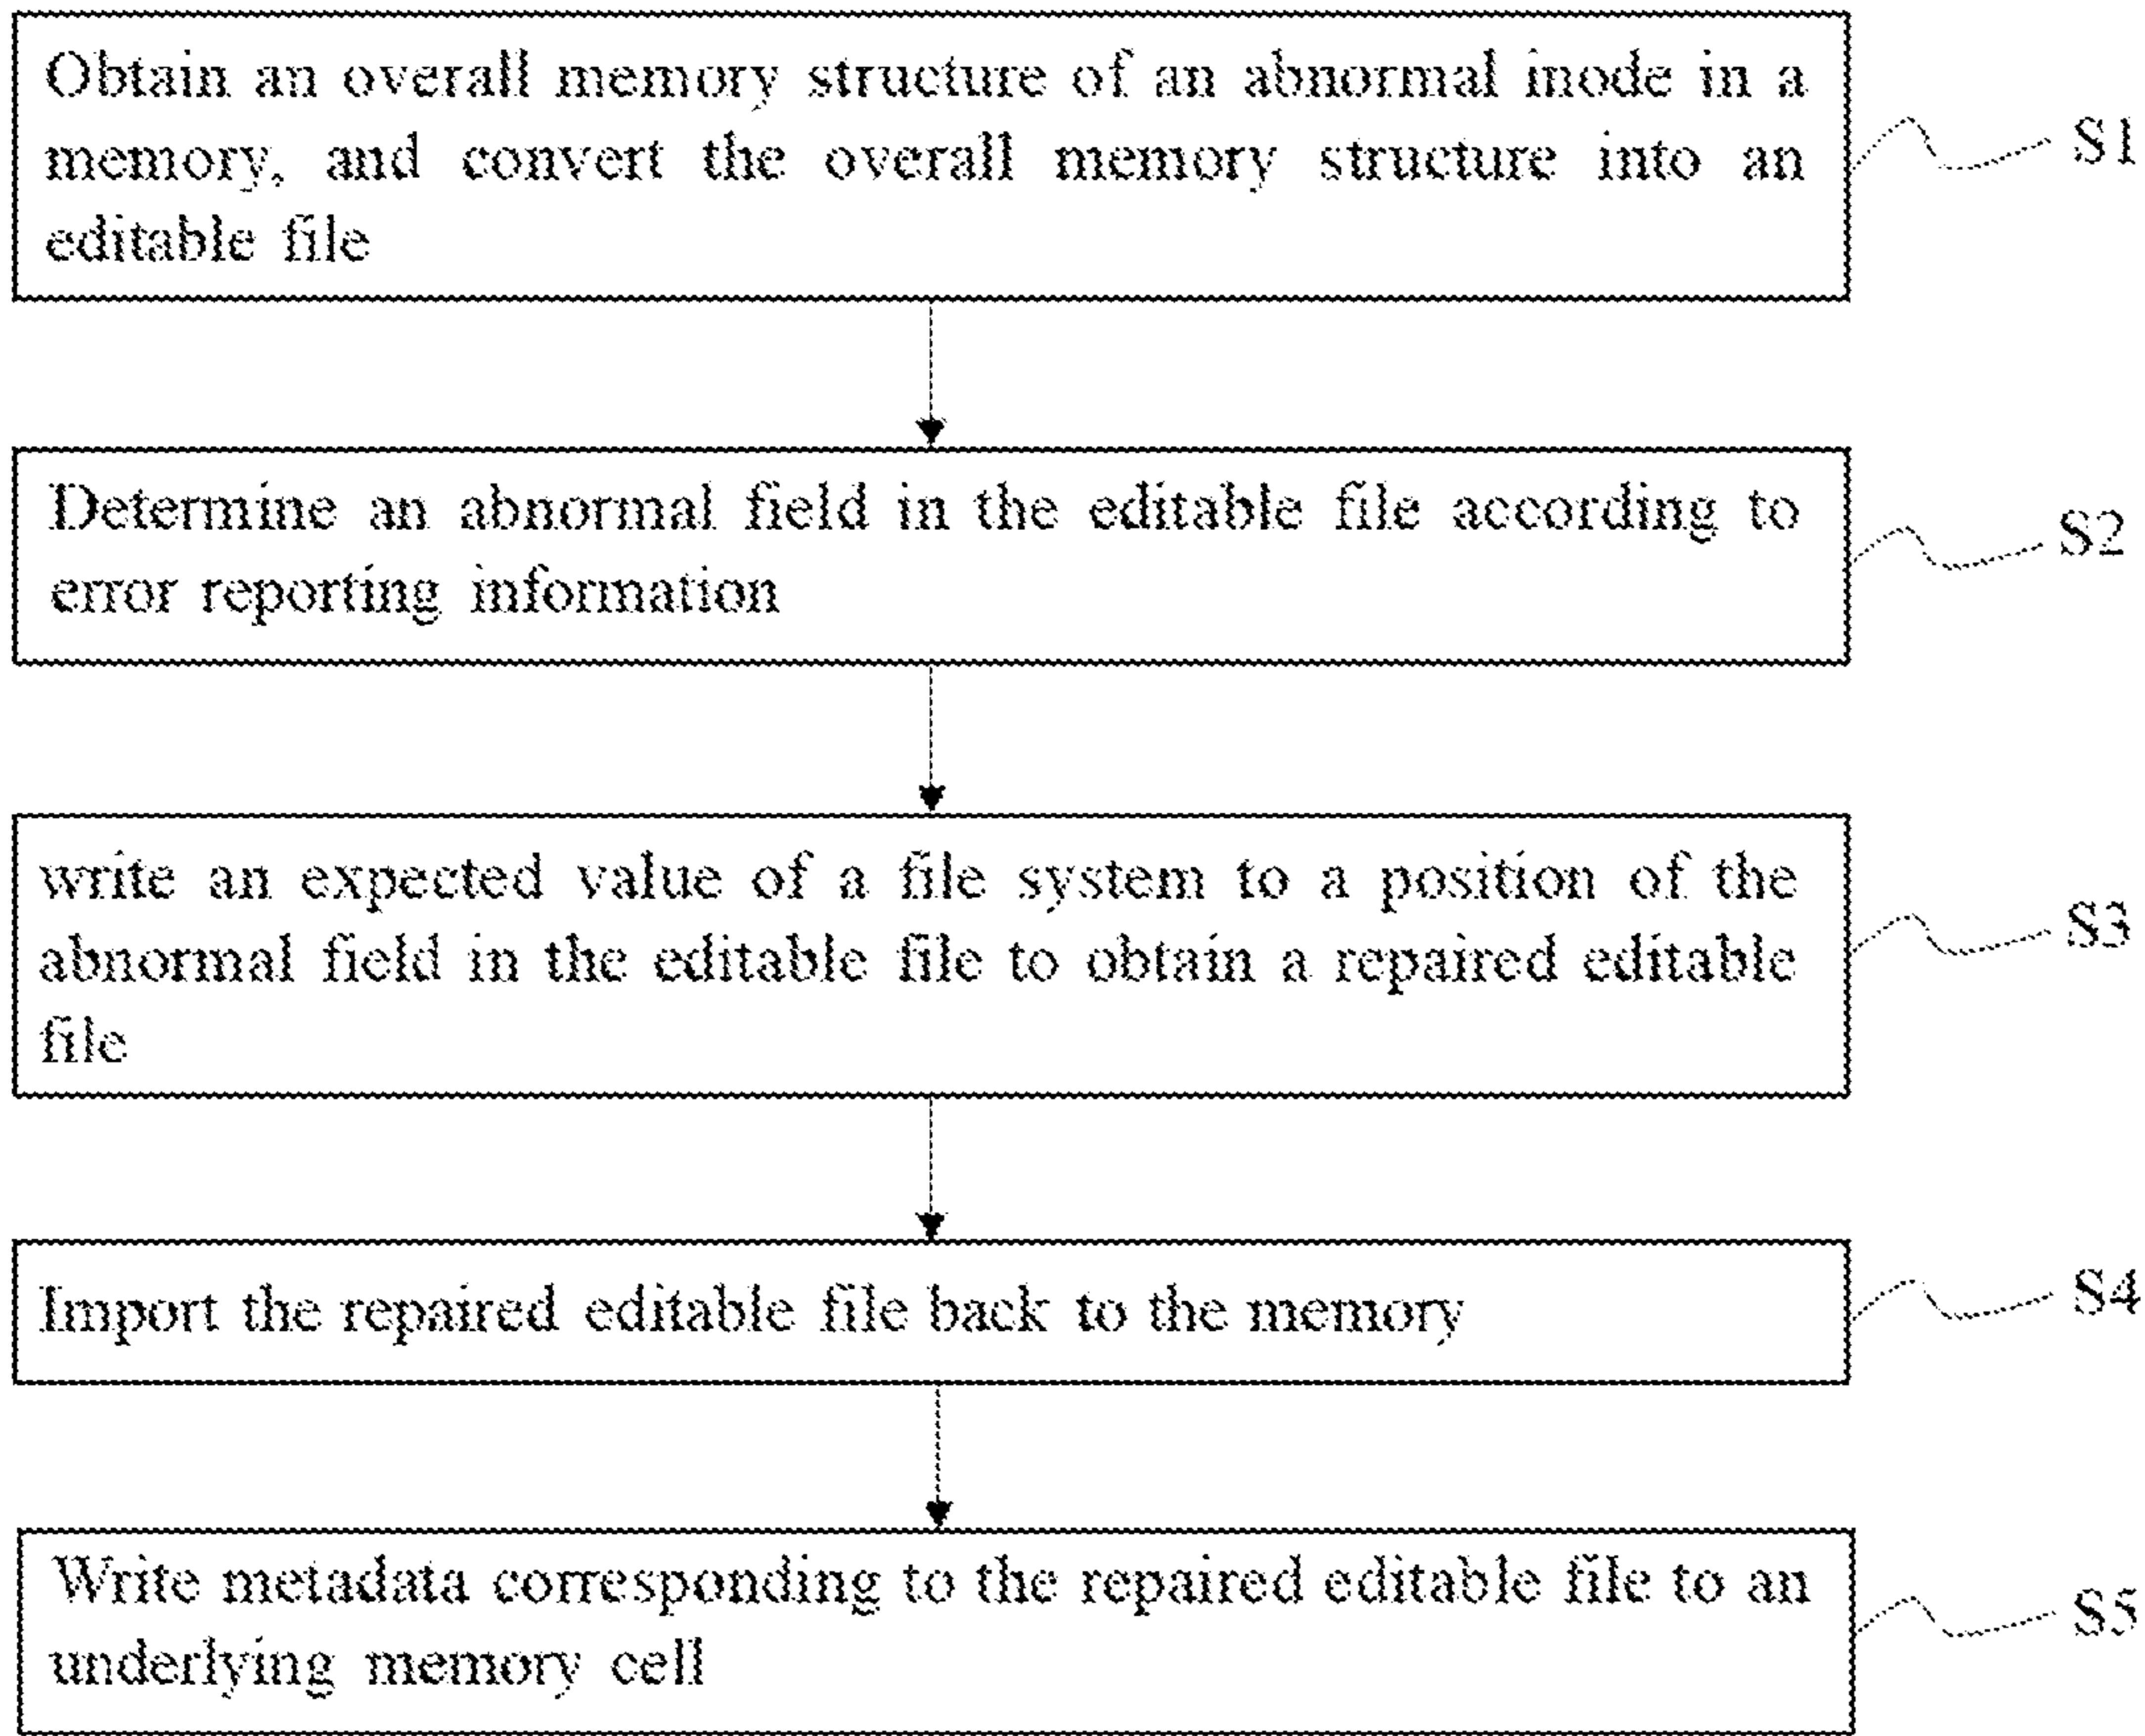 Obtain an overall memory structure of an abnormal inode in a
memory, and convert the overall memory structure into an
editable file
S1
Determine an abnormal field in the editable file according to
error reporting information
S2
write an expected value of a file system to a position of the
abnormal field in the editable file to obtain a repaired editable
file
S3
Import the repaired editable file back to the memory
S4
Write metadata corresponding to the repaired editable file to an
underlying memory cell
S5